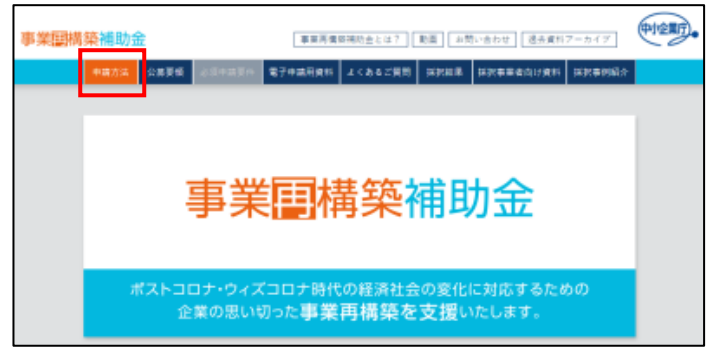 事業再構築補助金
事業再構築補助金とは？ 動画 お問い合わせ 過去資料アーカイブ
中小企業庁
申請方法 公募要領 必須申請要件 電子申請用資料 よくあるご質問 採択結果 採択事業者向け資料 採択事例紹介
事業再構築補助金
ポストコロナ・ウィズコロナ時代の経済社会の変化に対応するための
企業の思い切った事業再構築を支援いたします。